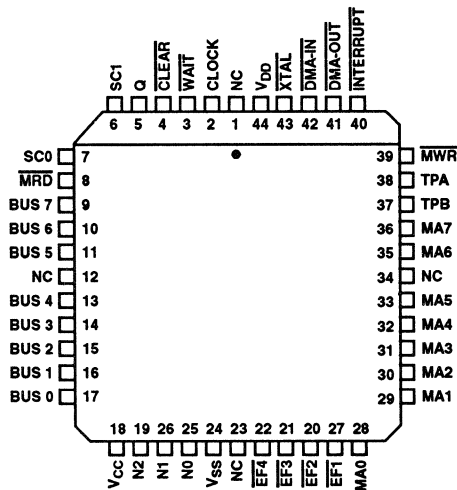 SC1 Q CLEAR WAIT CLOCK NC VDD XTAL DMA-IN DMA-OUT INTERRUPT
6 5 4 3 2 1 44 43 42 41 40
SC0 7 39 MWR
MRD 8 38 TPA
BUS 7 9 37 TPB
BUS 6 10 36 MA7
BUS 5 11 35 MA6
NC 12 34 NC
BUS 4 13 33 MA5
BUS 3 14 32 MA4
BUS 2 15 31 MA3
BUS 1 16 30 MA2
BUS 0 17 29 MA1
18 19 26 25 24 23 22 21 20 27 28
VCC N2 N1 N0 VSS NC EF4 EF3 EF2 EF1 MA0